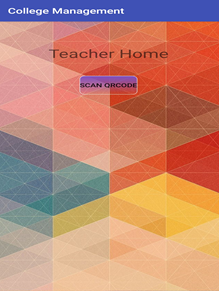 College Management
Teacher Home
SCAN QRCODE